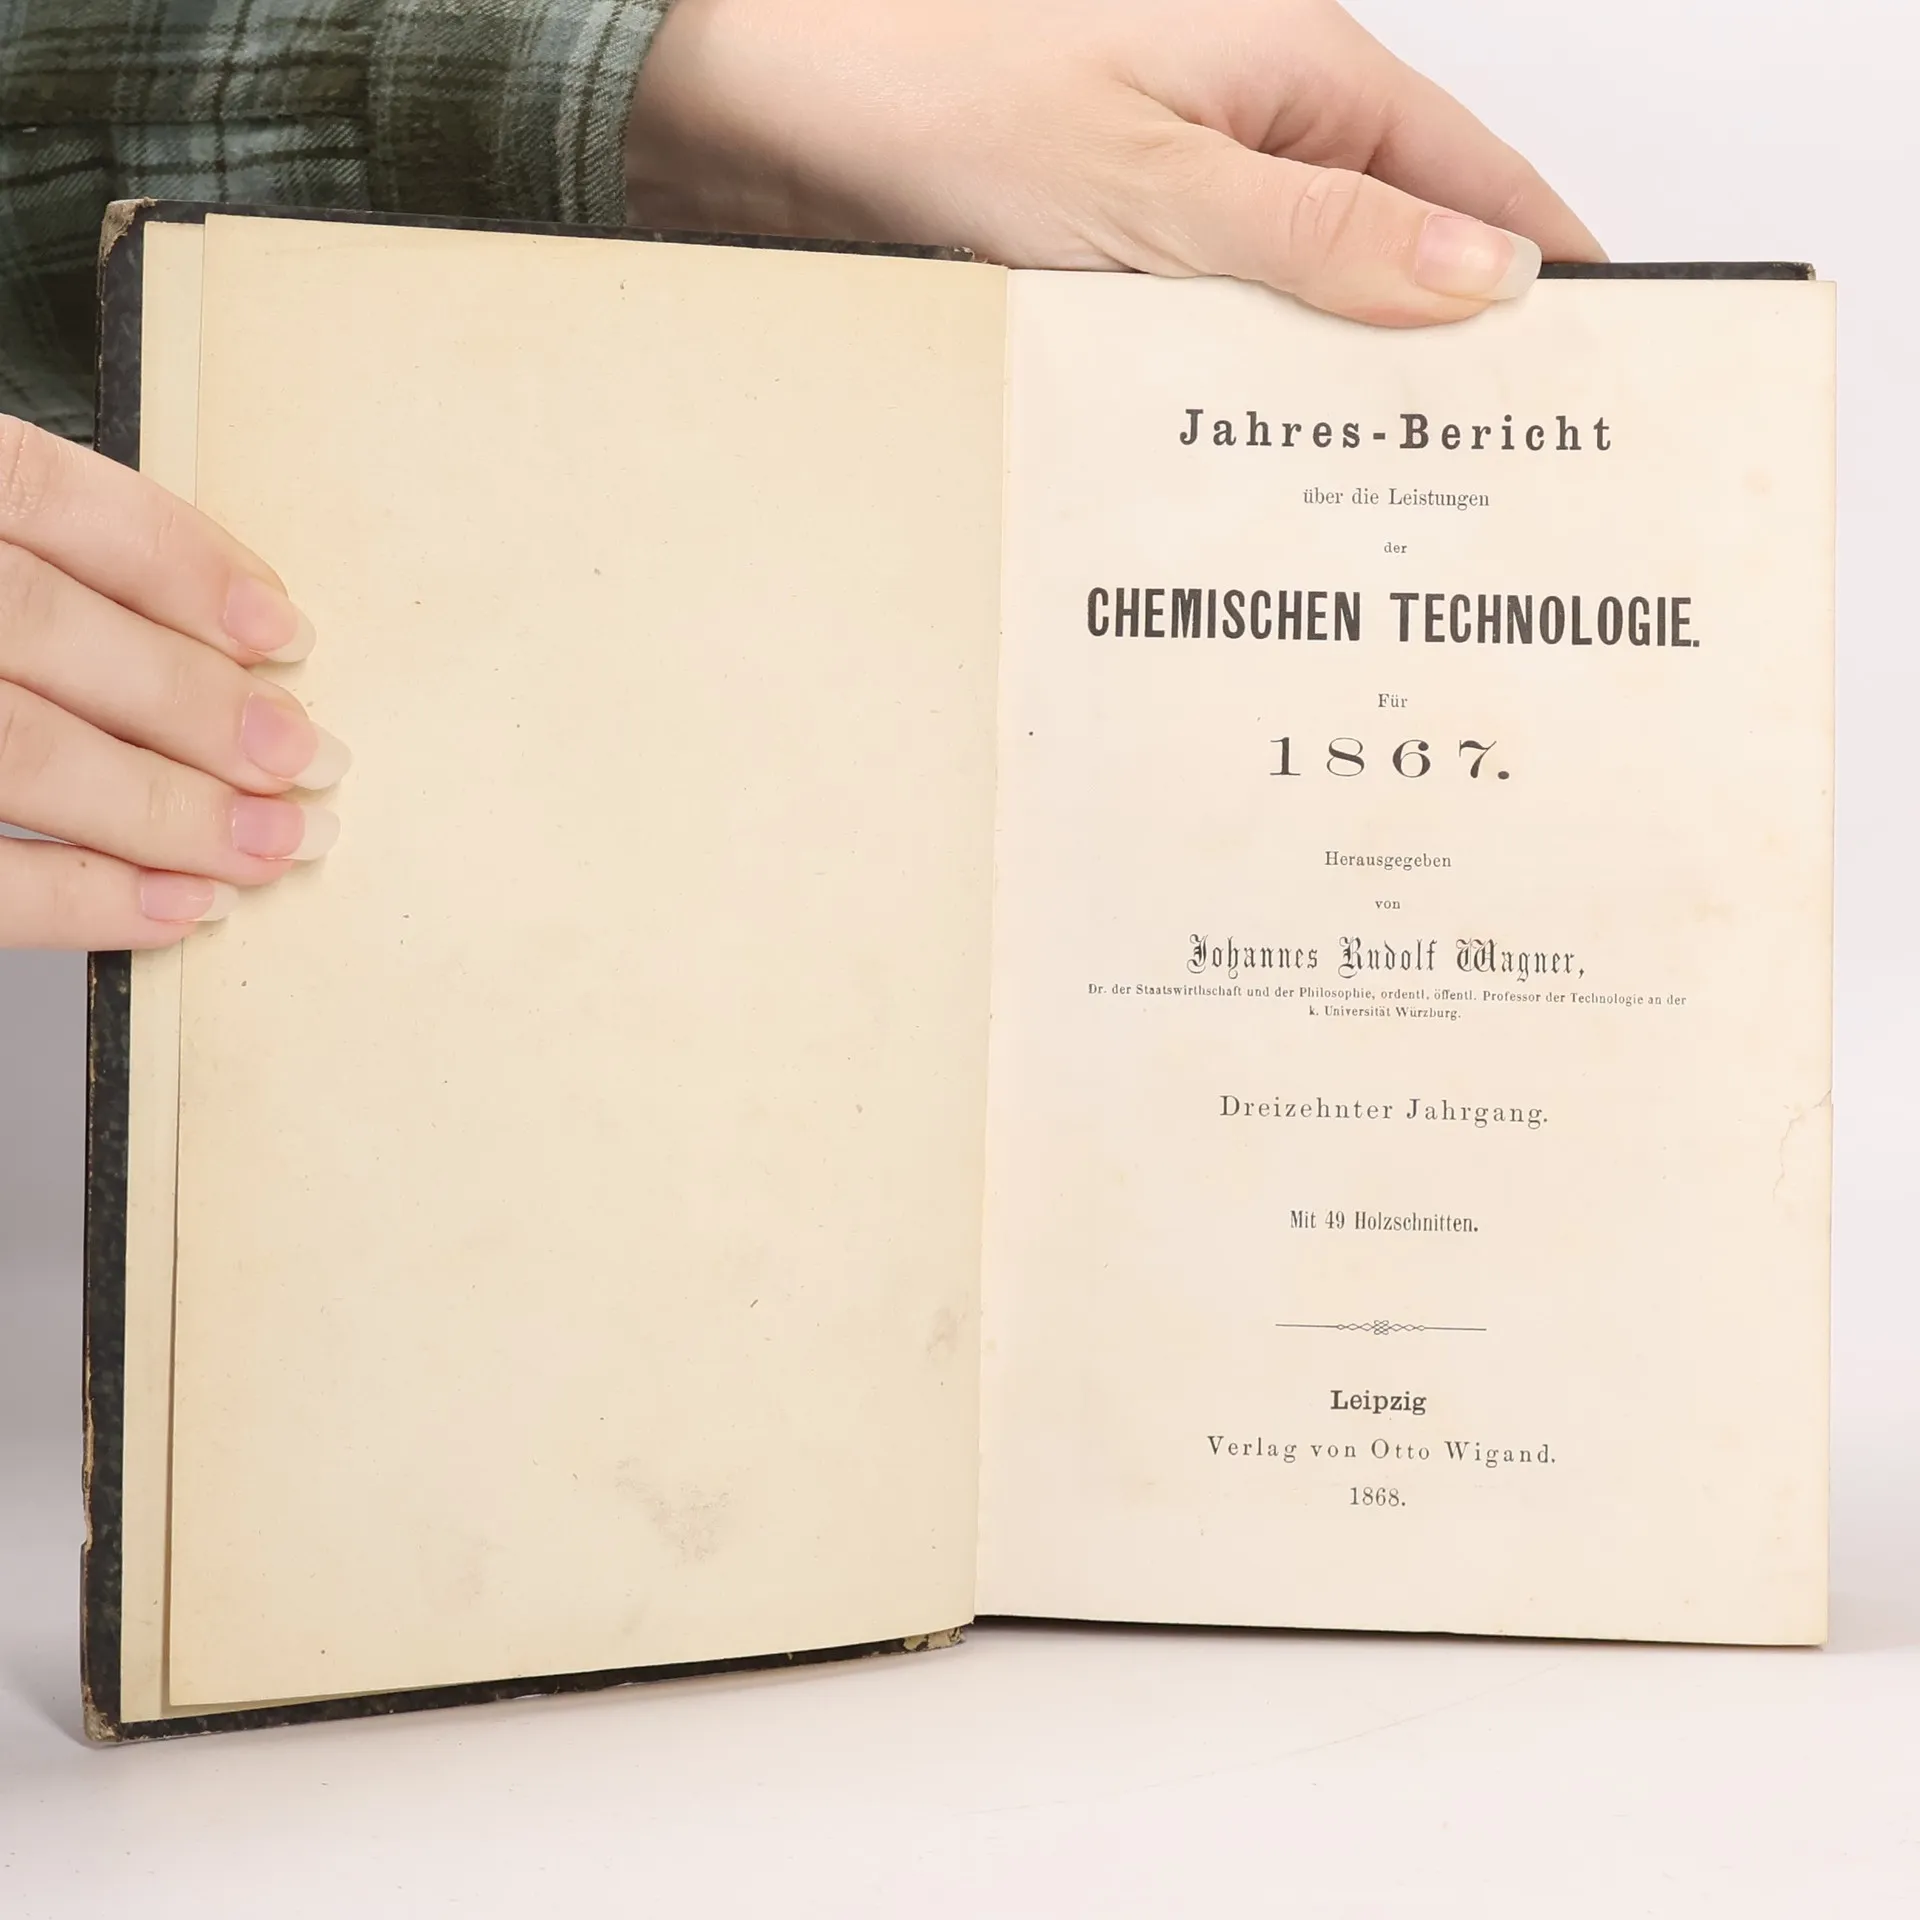 Jahres-Bericht
über die Leistungen
der
CHEMISCHEN TECHNOLOGIE.
Für
1867.
Herausgegeben
von
Johannes Rudolf Wagner,
Dr. der Staatswirthschaft und der Philosophie, ordentl. öffentl. Professor der Technologie an der
k. Universität Würzburg.
Dreizehnter Jahrgang.
Mit 49 Holzschnitten.
Leipzig
Verlag von Otto Wigand.
1868.